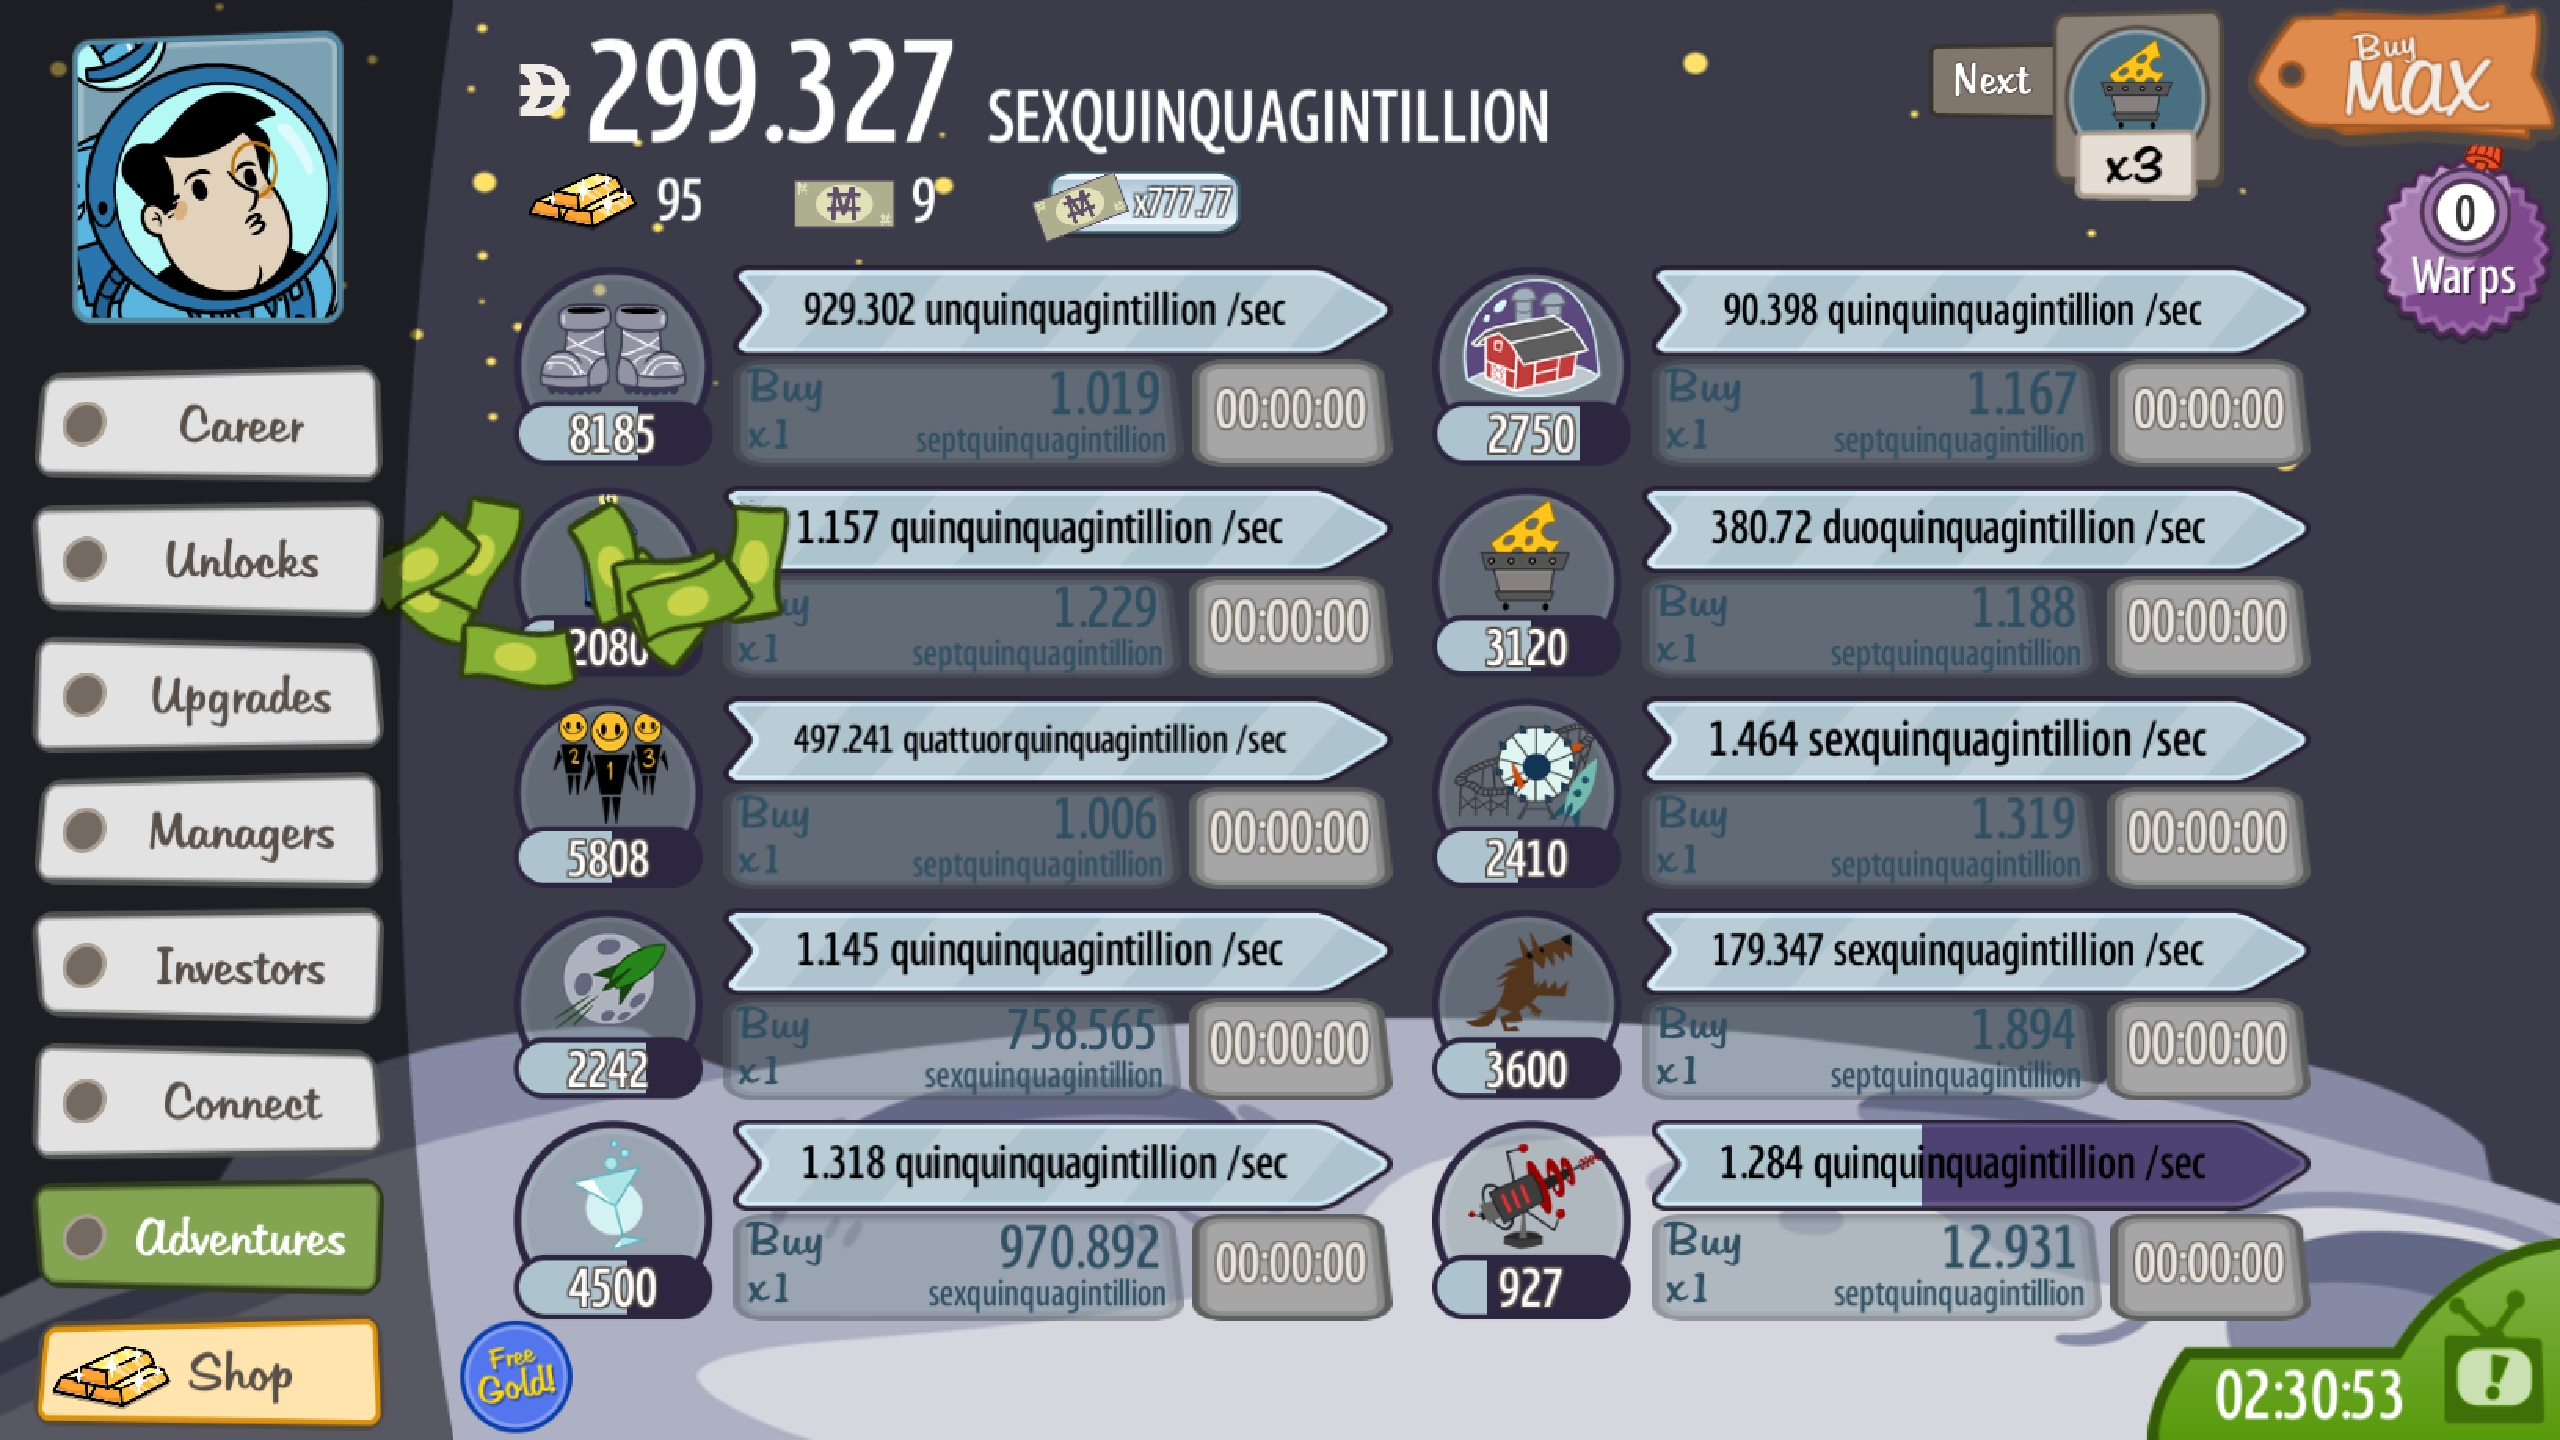 299.327 SEXQUINQUAGINTILLION
95 9 x777.77
Next
x3
Buy
MAX
0
Warps
Career
Unlocks
Upgrades
Managers
Investors
Connect
Adventures
Shop
929.302 unquinquagintillion /sec
8185
Buy 1.019
x1 septquinquagintillion
00:00:00
90.398 quinquinquagintillion /sec
2750
Buy 1.167
x1 septquinquagintillion
00:00:00
1.157 quinquinquagintillion /sec
2080
uy 1.229
x1 septquinquagintillion
00:00:00
380.72 duoquinquagintillion /sec
3120
Buy 1.188
x1 septquinquagintillion
00:00:00
2 1 3
497.241 quattuorquinquagintillion /sec
5808
Buy 1.006
x1 septquinquagintillion
00:00:00
1.464 sexquinquagintillion /sec
2410
Buy 1.319
x1 septquinquagintillion
00:00:00
1.145 quinquinquagintillion /sec
2242
Buy 758.565
x1 sexquinquagintillion
00:00:00
179.347 sexquinquagintillion /sec
3600
Buy 1.894
x1 septquinquagintillion
00:00:00
1.318 quinquinquagintillion /sec
4500
Buy 970.892
x1 sexquinquagintillion
00:00:00
1.284 quinquinquagintillion /sec
927
Buy 12.931
x1 septquinquagintillion
00:00:00
Free
Gold!
02:30:53
!